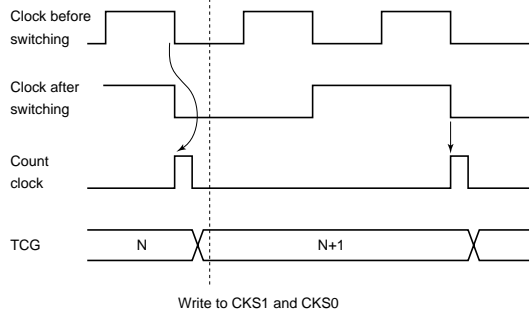 Clock before
switching
Clock after
switching
Count
clock
TCG
N
N+1
Write to CKS1 and CKS0